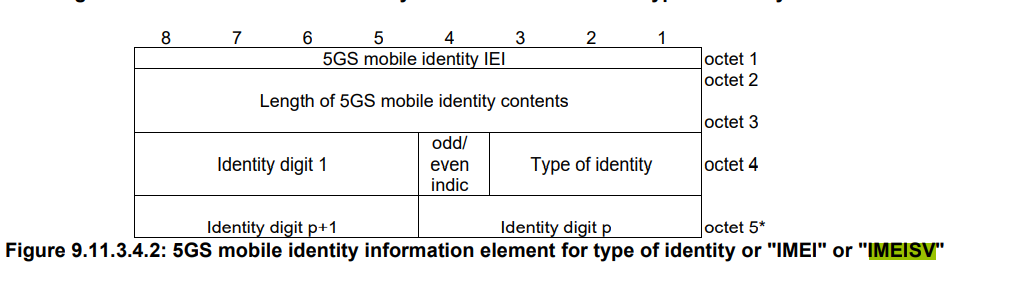 8 7 6 5 4 3 2 1
5GS mobile identity IEI octet 1
octet 2
Length of 5GS mobile identity contents
octet 3
odd/
Identity digit 1 even Type of identity octet 4
indic
Identity digit p+1 Identity digit p octet 5*
Figure 9.11.3.4.2: 5GS mobile identity information element for type of identity or "IMEI" or "IMEISV"